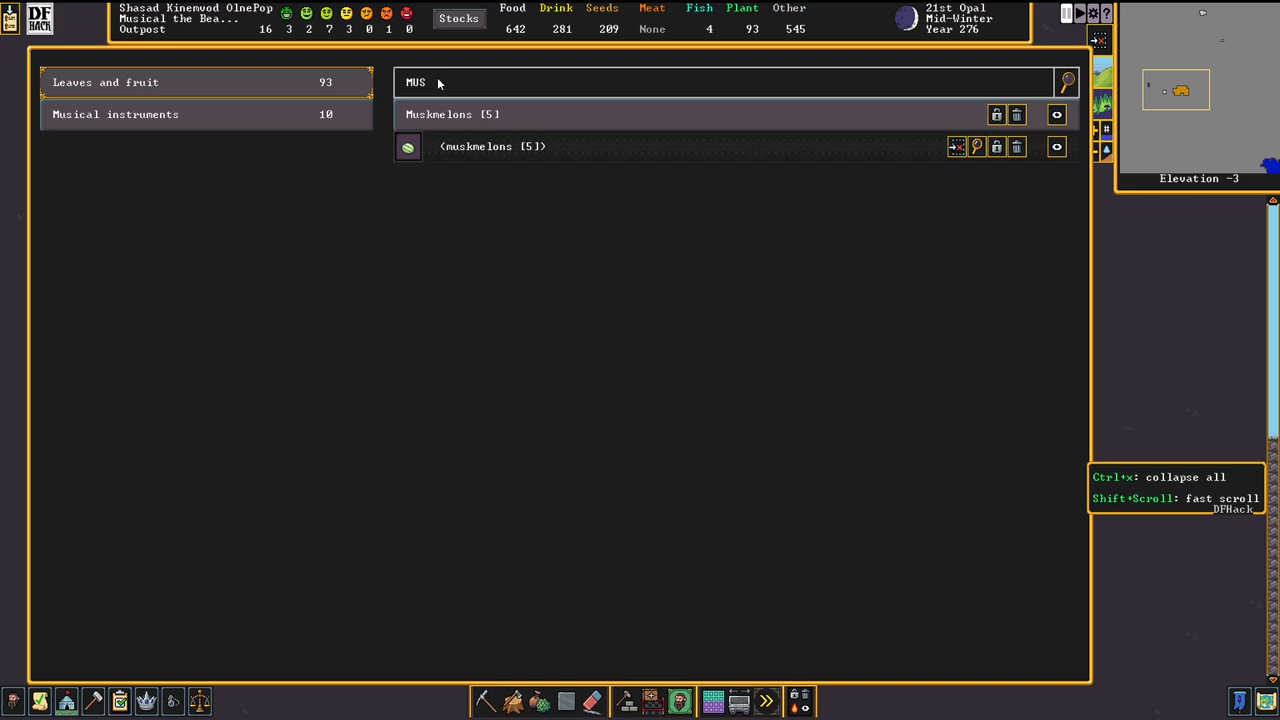 Shasad Kinemwod OlnePop
Musical the Bea...
Outpost 16 3 2 7 3 0 1 0
DF
HACK
Stocks
Food Drink Seeds Meat Fish Plant Other
642 281 209 None 4 93 545
21st Opal
Mid-Winter
Year 276
Leaves and fruit 93
Musical instruments 10
MUS
Muskmelons [5]
(muskmelons [5])
Elevation -3
Ctrl+x: collapse all
Shift+Scroll: fast scroll
DFHack